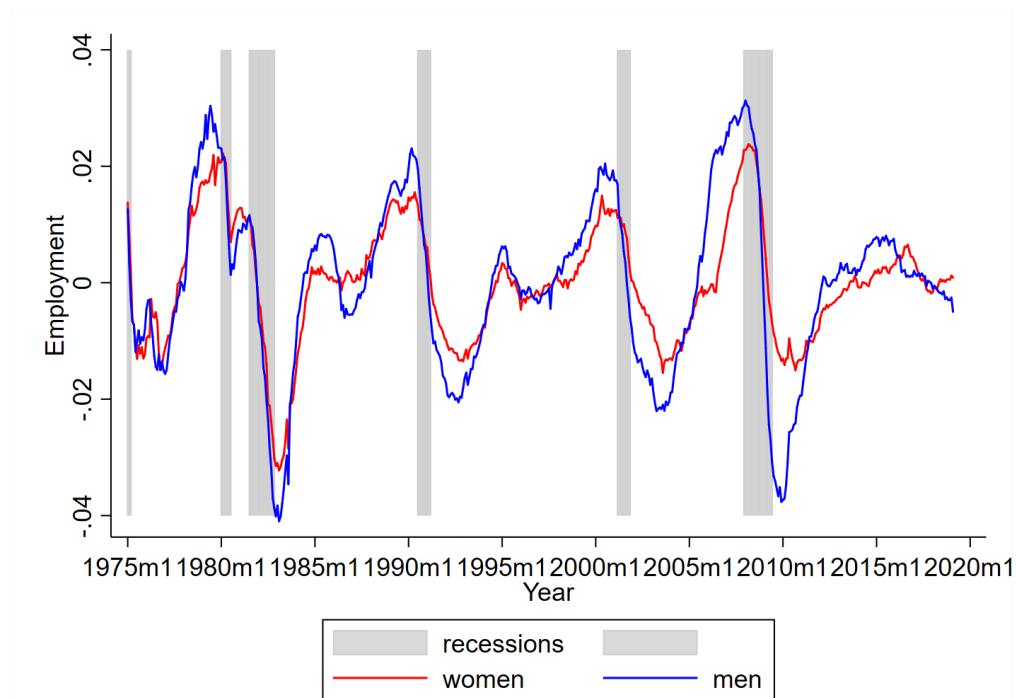 .04
.02
0
-.02
-.04
Employment
1975m1 1980m1 1985m1 1990m1 1995m1 2000m1 2005m1 2010m1 2015m1 2020m1
Year
recessions
women men